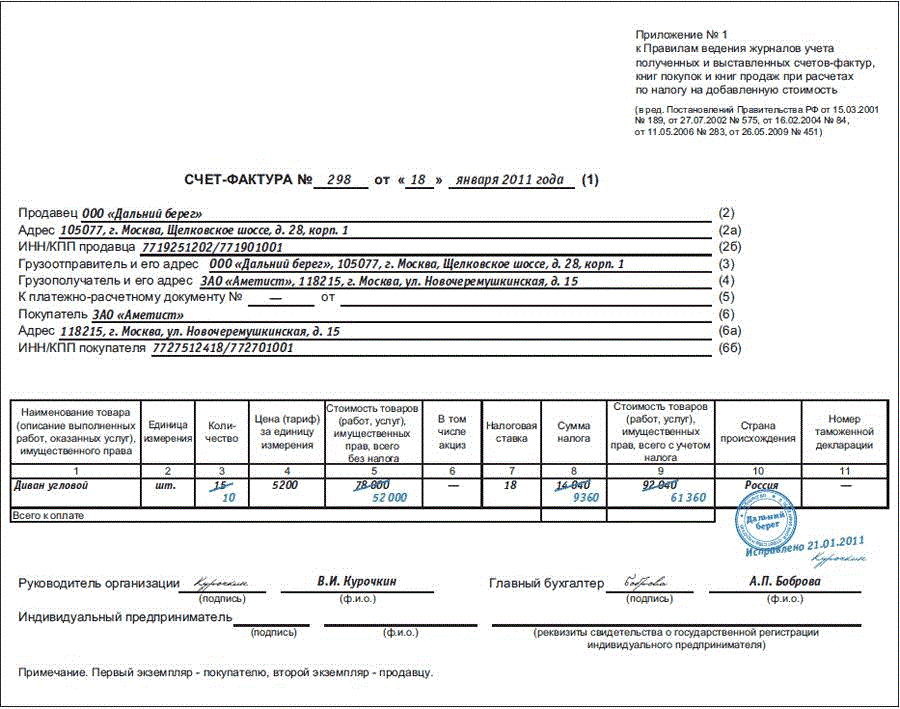 Приложение № 1
к Правилам ведения журналов учета
полученных и выставленных счетов-фактур,
книг покупок и книг продаж при расчетах
по налогу на добавленную стоимость
(в ред. Постановлений Правительства РФ от 15.03.2001
№ 189, от 27.07.2002 № 575, от 16.02.2004 № 84,
от 11.05.2006 № 283, от 26.05.2009 № 451)
СЧЕТ-ФАКТУРА № 298 от « 18 » января 2011 года (1)
Продавец ООО «Дальний берег» (2)
Адрес 105077, г. Москва, Щелковское шоссе, д. 28, корп. 1 (2а)
ИНН/КПП продавца 7719251202/771901001 (2б)
Грузоотправитель и его адрес ООО «Дальний берег», 105077, г. Москва, Щелковское шоссе, д. 28, корп. 1 (3)
Грузополучатель и его адрес ЗАО «Аметист», 118215, г. Москва, ул. Новочеремушкинская, д. 15 (4)
К платежно-расчетному документу № — от (5)
Покупатель ЗАО «Аметист» (6)
Адрес 118215, г. Москва, ул. Новочеремушкинская, д. 15 (6а)
ИНН/КПП покупателя 7727512418/772701001 (6б)
Наименование товара (описание выполненных работ, оказанных услуг), имущественного права
Единица измерения
Коли-чество
Цена (тариф) за единицу измерения
Стоимость товаров (работ, услуг), имущественных прав, всего без налога
В том числе акциз
Налоговая ставка
Сумма налога
Стоимость товаров (работ, услуг), имущественных прав, всего с учетом налога
Страна происхождения
Номер таможенной декларации
1 2 3 4 5 6 7 8 9 10 11
Диван угловой шт. 15 5200 78 000 — 18 14 040 92 040 Россия —
10 52 000 9360 61 360
Всего к оплате
Дальний
берег
Исправлено 21.01.2011
Курочкин
Руководитель организации Курочкин В.И. Курочкин Главный бухгалтер Боброва А.П. Боброва
(подпись) (ф.и.о.) (подпись) (ф.и.о.)
Индивидуальный предприниматель
(подпись) (ф.и.о.) (реквизиты свидетельства о государственной регистрации
индивидуального предпринимателя)
Примечание. Первый экземпляр - покупателю, второй экземпляр - продавцу.